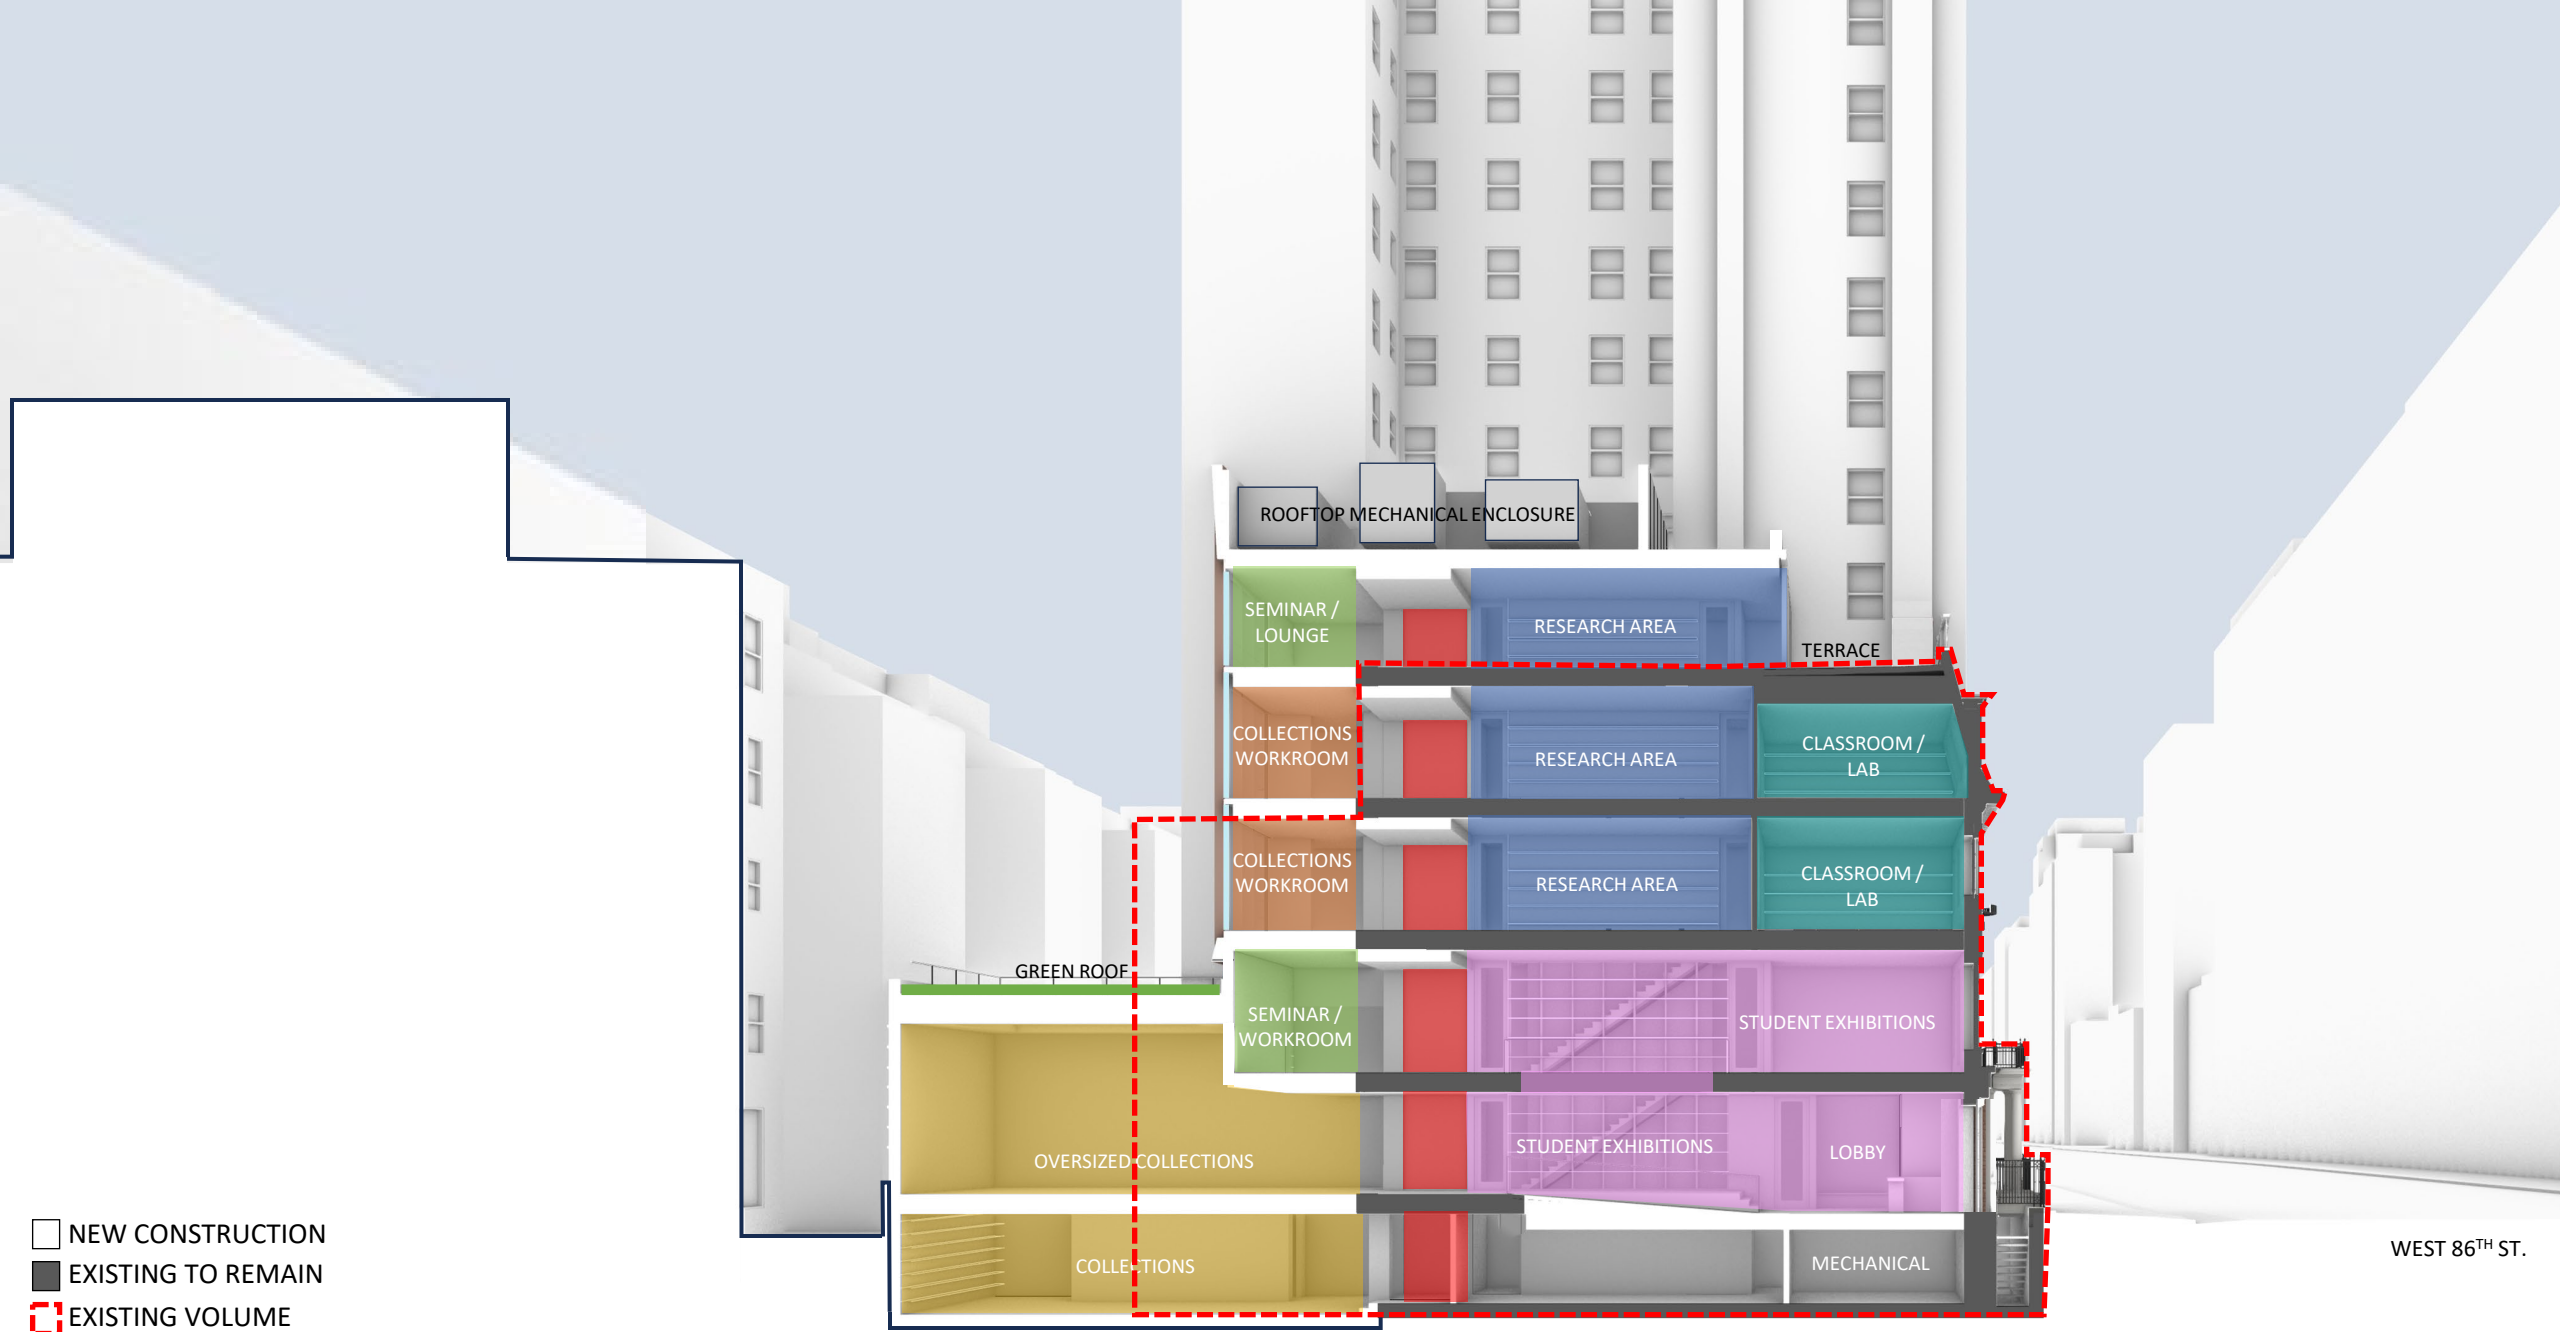 ROOFTOP MECHANICAL ENCLOSURE
SEMINAR /
LOUNGE
RESEARCH AREA
TERRACE
COLLECTIONS
WORKROOM
RESEARCH AREA
CLASSROOM /
LAB
COLLECTIONS
WORKROOM
RESEARCH AREA
CLASSROOM /
LAB
GREEN ROOF
SEMINAR /
WORKROOM
STUDENT EXHIBITIONS
OVERSIZED COLLECTIONS
STUDENT EXHIBITIONS
LOBBY
COLLECTIONS
MECHANICAL
WEST 86TH ST.
NEW CONSTRUCTION
EXISTING TO REMAIN
EXISTING VOLUME